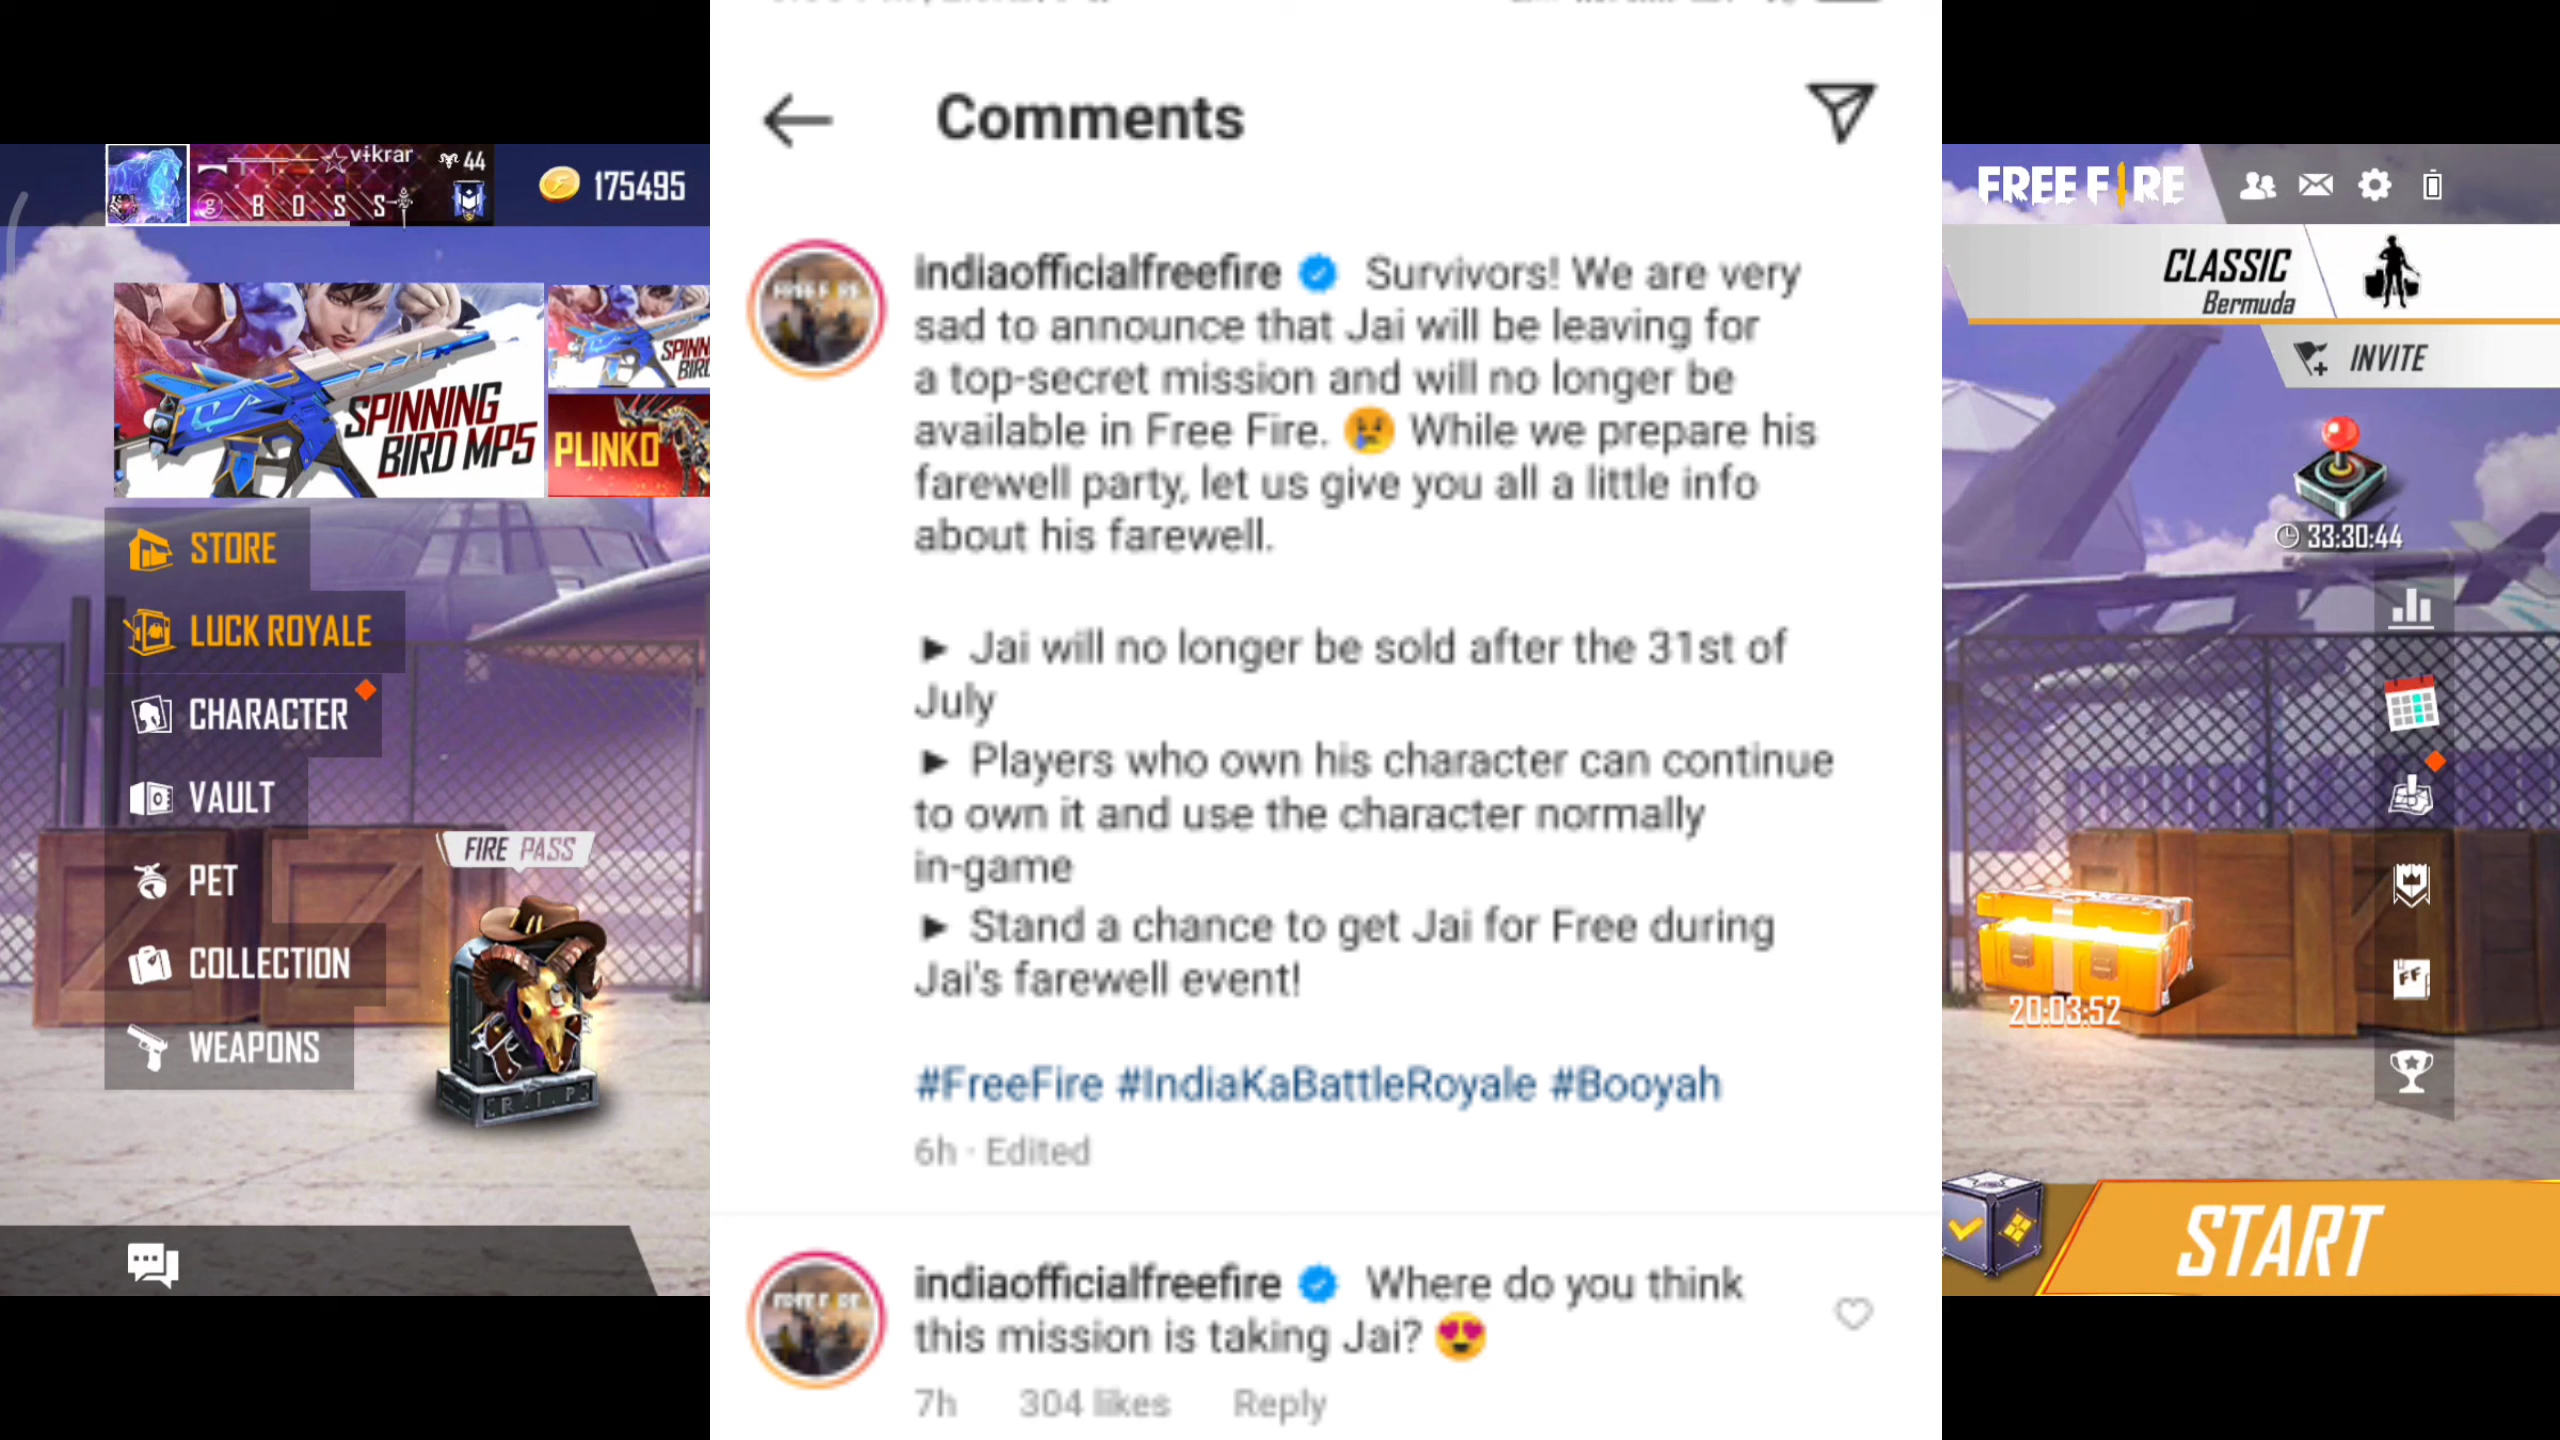 vikrar
44
B O S S
175495
SPINNING
BIRD MP5
SPINN
BIRD
PLINKO
STORE
LUCK ROYALE
CHARACTER
VAULT
PET
COLLECTION
WEAPONS
FIRE PASS
R.I.P
Comments
indiaofficialfreefire Survivors! We are very
sad to announce that Jai will be leaving for
a top-secret mission and will no longer be
available in Free Fire. 😢 While we prepare his
farewell party, let us give you all a little info
about his farewell.
► Jai will no longer be sold after the 31st of
July
► Players who own his character can continue
to own it and use the character normally
in-game
► Stand a chance to get Jai for Free during
Jai's farewell event!
#FreeFire #IndiaKaBattleRoyale #Booyah
6h · Edited
indiaofficialfreefire Where do you think
this mission is taking Jai? 😍
7h 304 likes Reply
FREE FIRE
CLASSIC
Bermuda
INVITE
33:30:44
FF
20:03:52
START